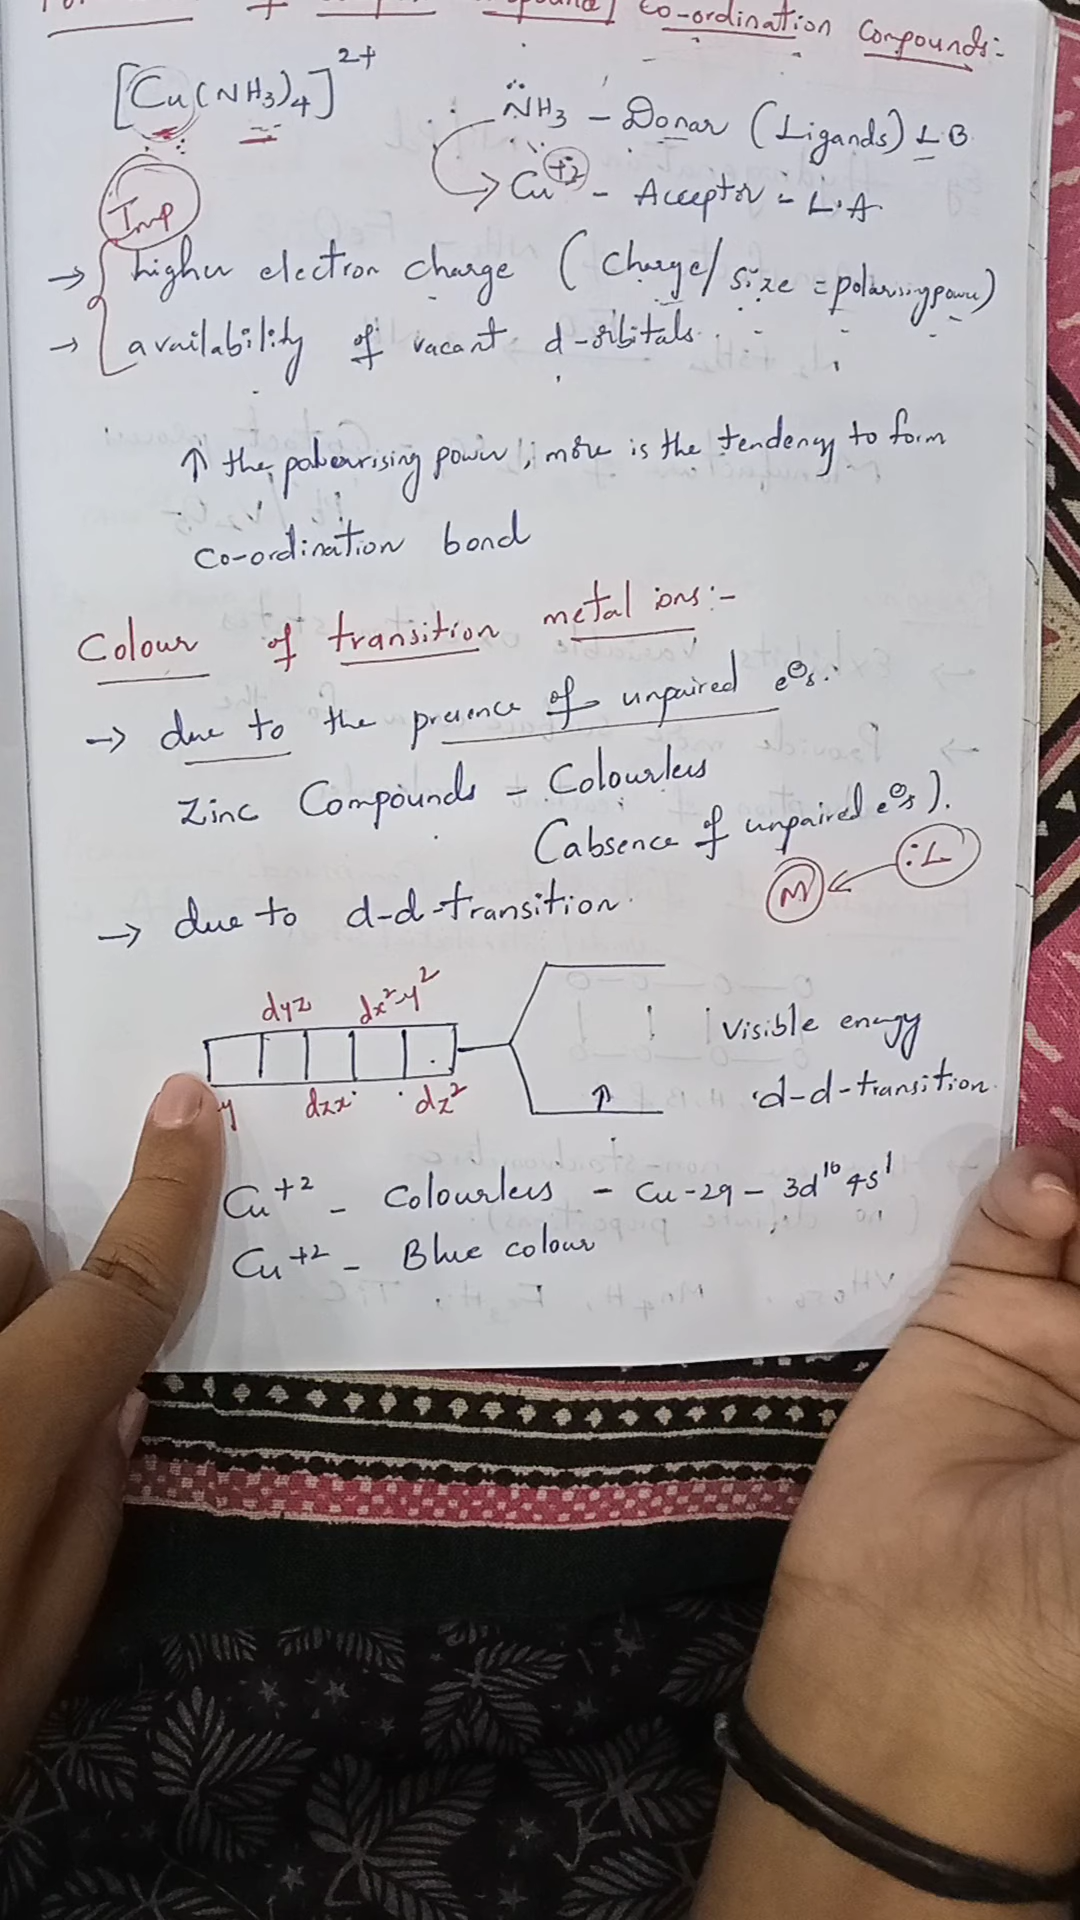 of Co-ordination Compounds:-
[Cu(NH3)4]2+
N̈H3 - Donar (Ligands) L.B.
Cu+2 - Acceptor - L.A.
Imp
→ higher electron charge (charge/size = polarising power)
→ availability of vacant d-orbitals.
↑ the polarising power, more is the tendency to form
co-ordination bond
Colour of transition metal ions:-
→ due to the presence of unpaired e⊖s.
Zinc Compounds - Colourless
(absence of unpaired e⊖s).
M ← :L
→ due to d-d-transition.
dyz dx²-y²
y dzx dz²
↑
Visible energy
d-d-transition.
Cu+2 - Colourless - Cu-29 - 3d10 4s1
Cu+2 - Blue colour